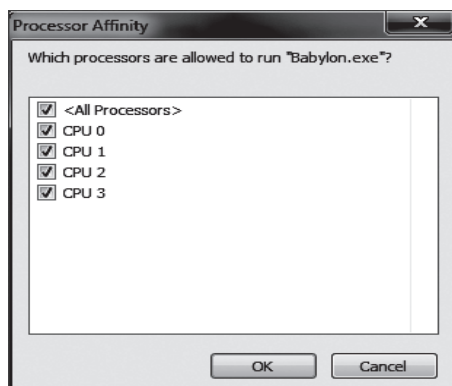 Processor Affinity
Which processors are allowed to run "Babylon.exe"?
<All Processors>
CPU 0
CPU 1
CPU 2
CPU 3
OK
Cancel